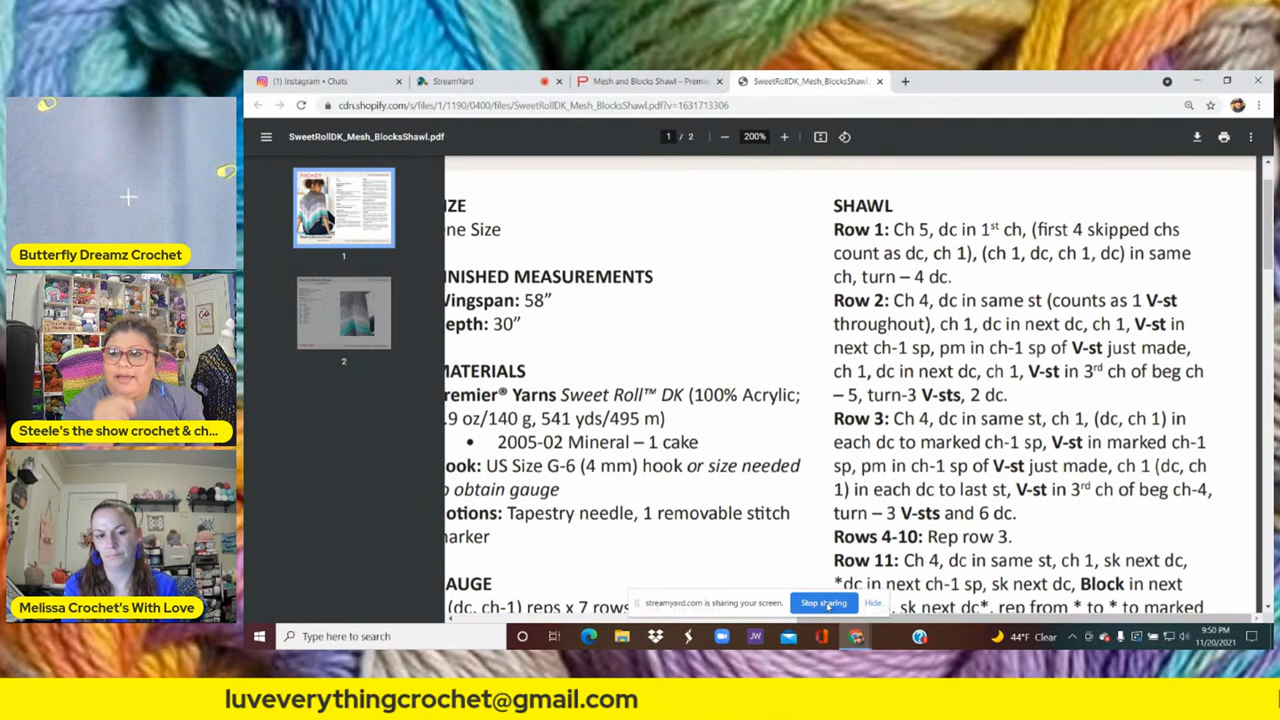 (1) Instagram • Chats
StreamYard
Mesh and Blocks Shawl – Premi
SweetRollDK_Mesh_BlocksShawl.
cdn.shopify.com/s/files/1/1190/0400/files/SweetRollDK_Mesh_BlocksShawl.pdf?v=1631713306
SweetRollDK_Mesh_BlocksShawl.pdf
1 / 2
200%
1
2
IZE
ne Size
NISHED MEASUREMENTS
ingspan: 58”
epth: 30”
MATERIALS
remier® Yarns Sweet Roll™ DK (100% Acrylic;
.9 oz/140 g, 541 yds/495 m)
• 2005-02 Mineral – 1 cake
ook: US Size G-6 (4 mm) hook or size needed
o obtain gauge
otions: Tapestry needle, 1 removable stitch
arker
AUGE
(dc, ch-1) reps x 7 rows
SHAWL
Row 1: Ch 5, dc in 1st ch, (first 4 skipped chs
count as dc, ch 1), (ch 1, dc, ch 1, dc) in same
ch, turn – 4 dc.
Row 2: Ch 4, dc in same st (counts as 1 V-st
throughout), ch 1, dc in next dc, ch 1, V-st in
next ch-1 sp, pm in ch-1 sp of V-st just made,
ch 1, dc in next dc, ch 1, V-st in 3rd ch of beg ch
– 5, turn-3 V-sts, 2 dc.
Row 3: Ch 4, dc in same st, ch 1, (dc, ch 1) in
each dc to marked ch-1 sp, V-st in marked ch-1
sp, pm in ch-1 sp of V-st just made, ch 1 (dc, ch
1) in each dc to last st, V-st in 3rd ch of beg ch-4,
turn – 3 V-sts and 6 dc.
Rows 4-10: Rep row 3.
Row 11: Ch 4, dc in same st, ch 1, sk next dc,
*dc in next ch-1 sp, sk next dc, Block in next
, sk next dc*, rep from * to * to marked
streamyard.com is sharing your screen.
Stop sharing
Hide
Type here to search
JW
44°F Clear
9:50 PM
11/20/2021
Butterfly Dreamz Crochet
Steele's the show crochet & ch...
Melissa Crochet's With Love
luveverythingcrochet@gmail.com